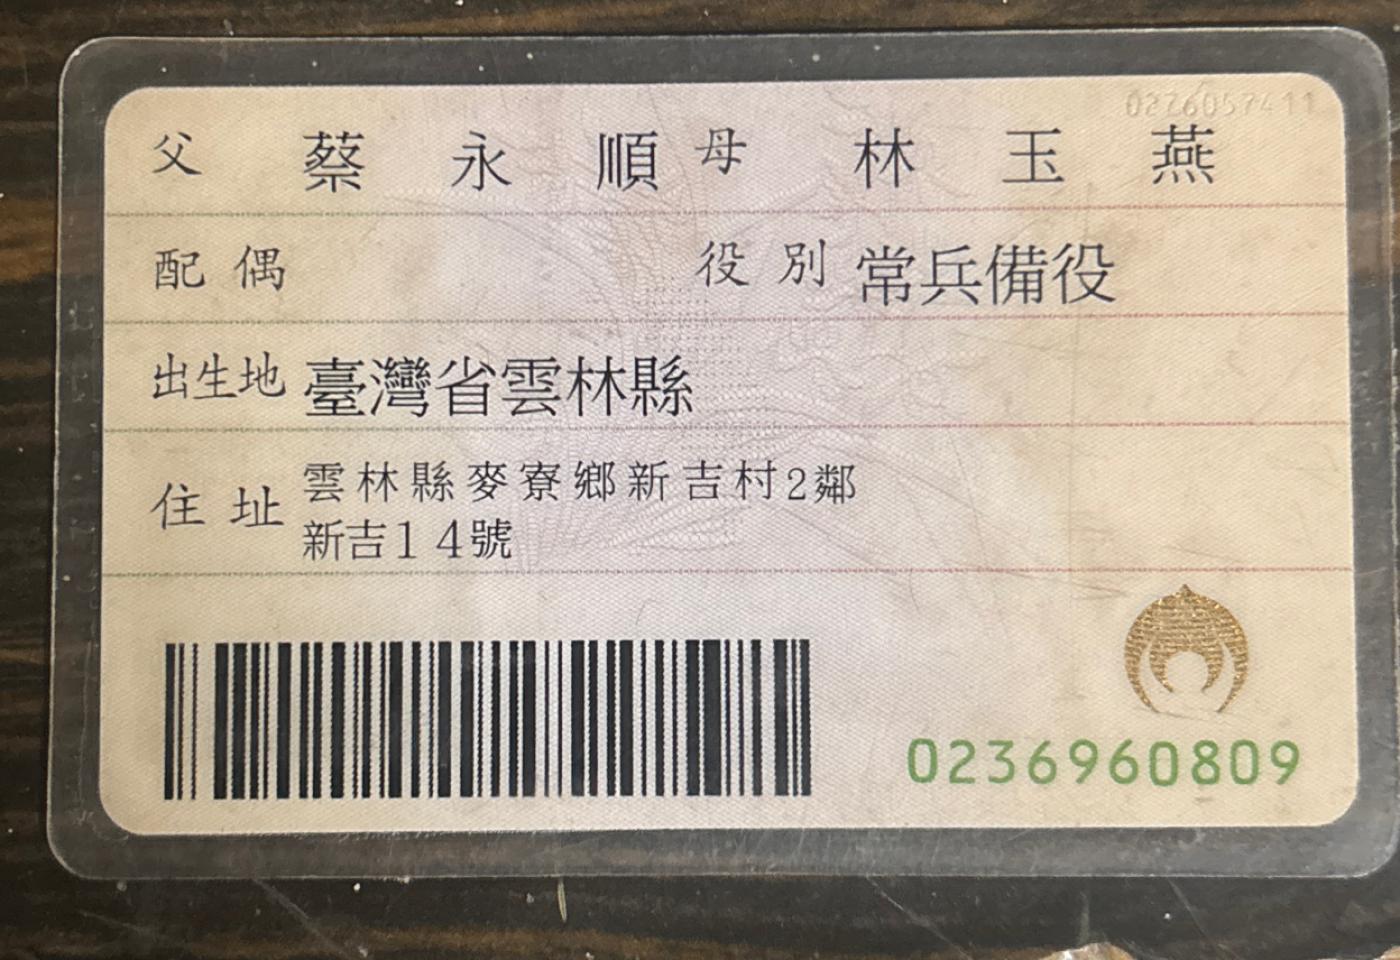 0276057411
父 蔡永順 母 林玉燕
配偶 役別 常兵備役
出生地 臺灣省雲林縣
住址 雲林縣麥寮鄉新吉村2鄰
新吉14號
0236960809